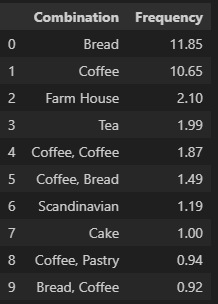 Combination Frequency
0 Bread 11.85
1 Coffee 10.65
2 Farm House 2.10
3 Tea 1.99
4 Coffee, Coffee 1.87
5 Coffee, Bread 1.49
6 Scandinavian 1.19
7 Cake 1.00
8 Coffee, Pastry 0.94
9 Bread, Coffee 0.92